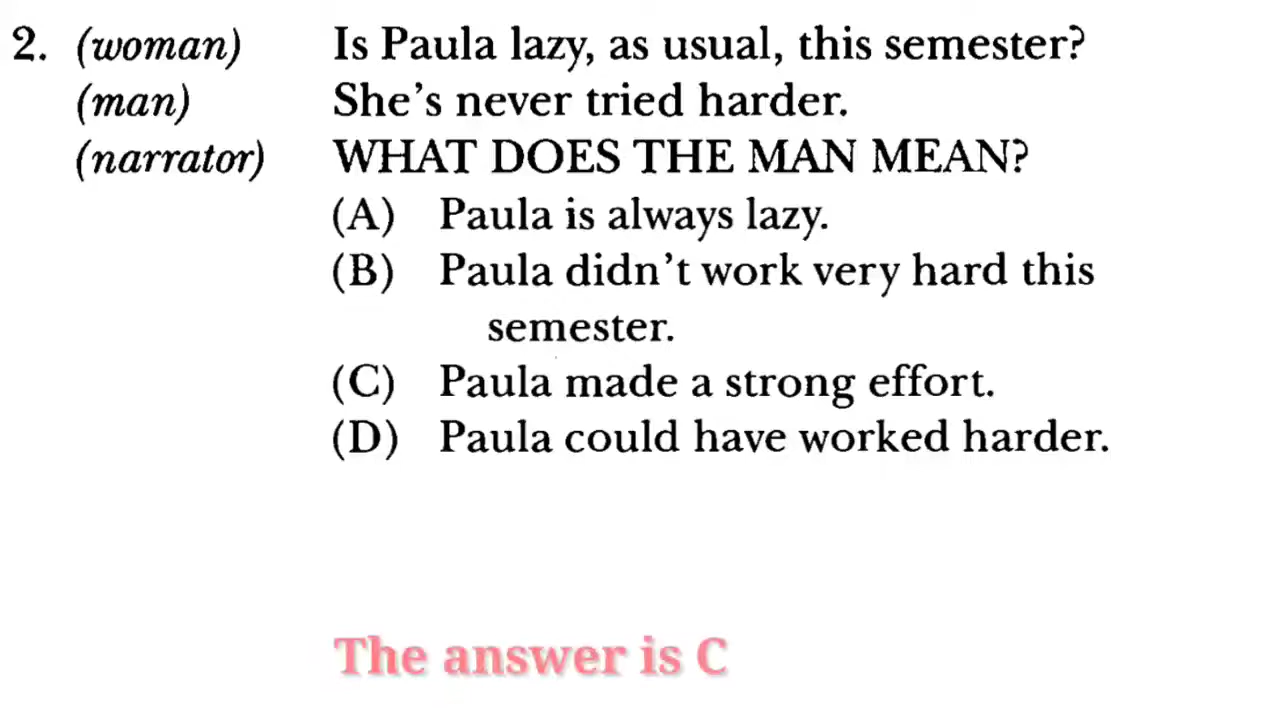 2. (woman) Is Paula lazy, as usual, this semester?
(man) She's never tried harder.
(narrator) WHAT DOES THE MAN MEAN?
(A) Paula is always lazy.
(B) Paula didn't work very hard this
semester.
(C) Paula made a strong effort.
(D) Paula could have worked harder.
The answer is C